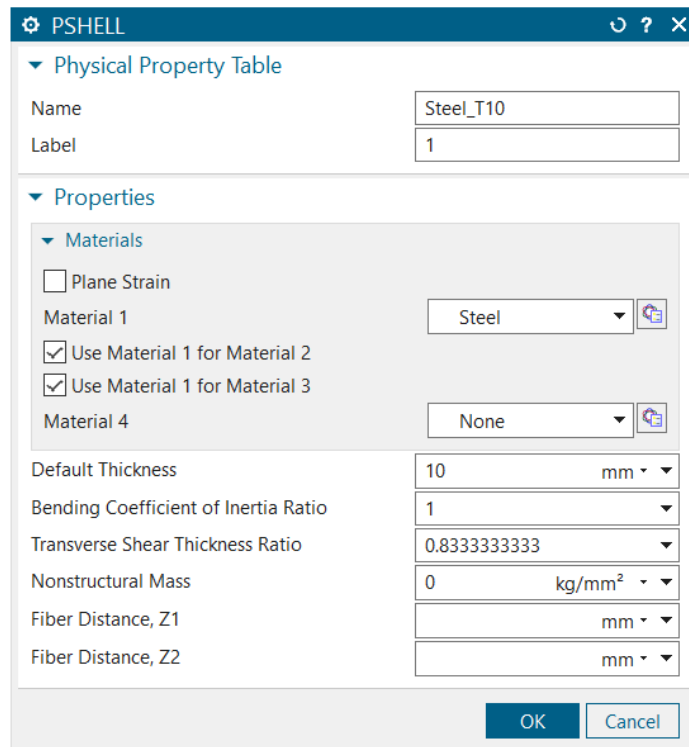 PSHELL ?
Physical Property Table
Name Steel_T10
Label 1
Properties
Materials
Plane Strain
Material 1 Steel
Use Material 1 for Material 2
Use Material 1 for Material 3
Material 4 None
Default Thickness 10 mm
Bending Coefficient of Inertia Ratio 1
Transverse Shear Thickness Ratio 0.8333333333
Nonstructural Mass 0 kg/mm²
Fiber Distance, Z1 mm
Fiber Distance, Z2 mm
OK Cancel